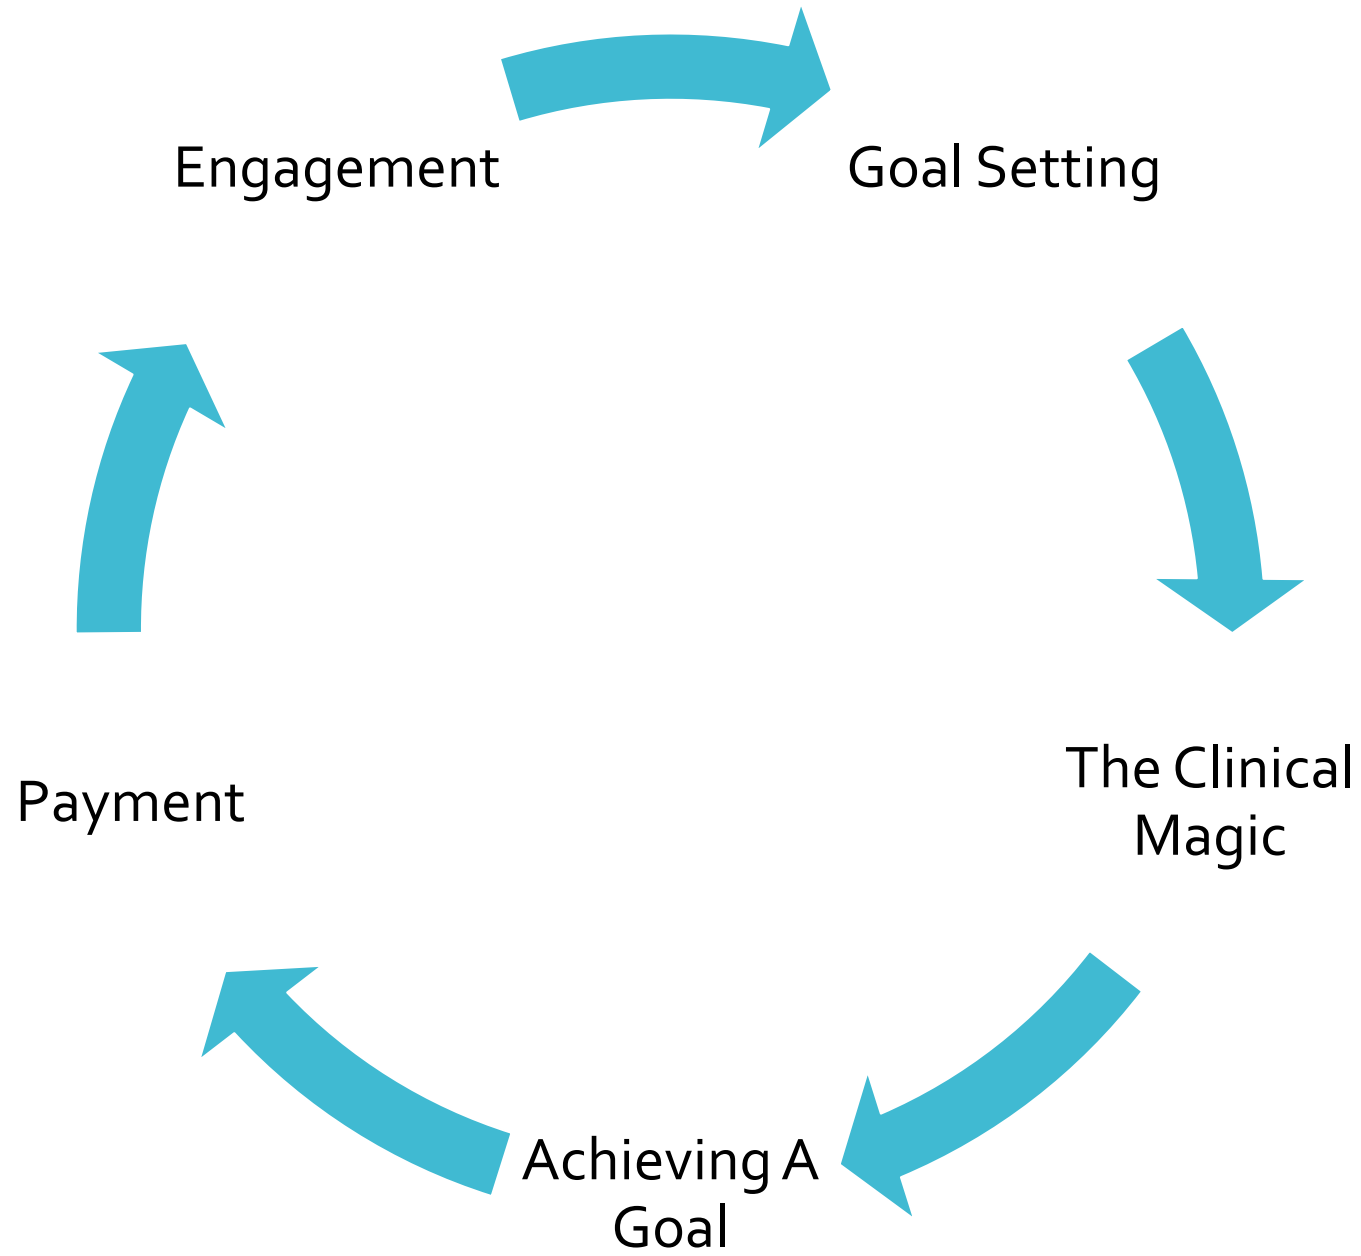 Engagement
Goal Setting
The Clinical
Magic
Achieving A
Goal
Payment